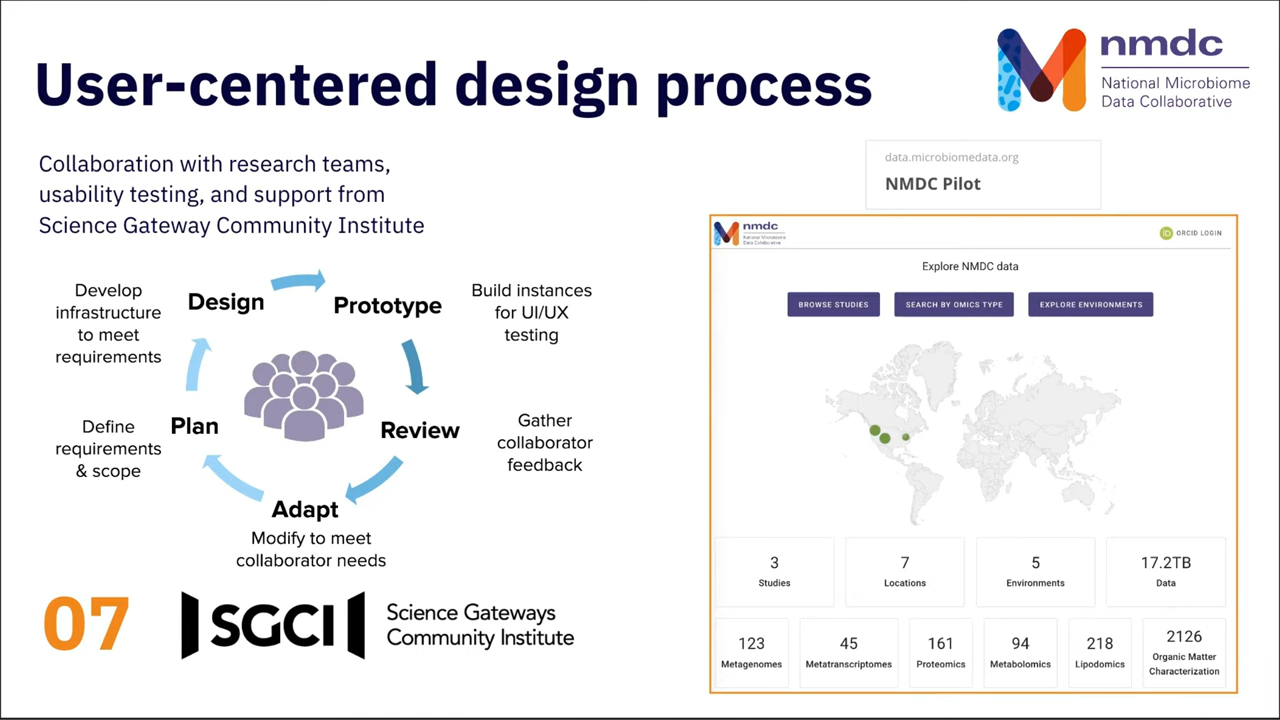 User-centered design process
nmdc
National Microbiome
Data Collaborative
Collaboration with research teams,
usability testing, and support from
Science Gateway Community Institute
Develop
infrastructure
to meet
requirements
Design
Prototype
Build instances
for UI/UX
testing
Define
requirements
& scope
Plan
Review
Gather
collaborator
feedback
Adapt
Modify to meet
collaborator needs
07
SGCI
Science Gateways
Community Institute
data.microbiomedata.org
NMDC Pilot
nmdc
National Microbiome
Data Collaborative
iD ORCID LOGIN
Explore NMDC data
BROWSE STUDIES
SEARCH BY OMICS TYPE
EXPLORE ENVIRONMENTS
3
Studies
7
Locations
5
Environments
17.2TB
Data
123
Metagenomes
45
Metatranscriptomes
161
Proteomics
94
Metabolomics
218
Lipodomics
2126
Organic Matter
Characterization